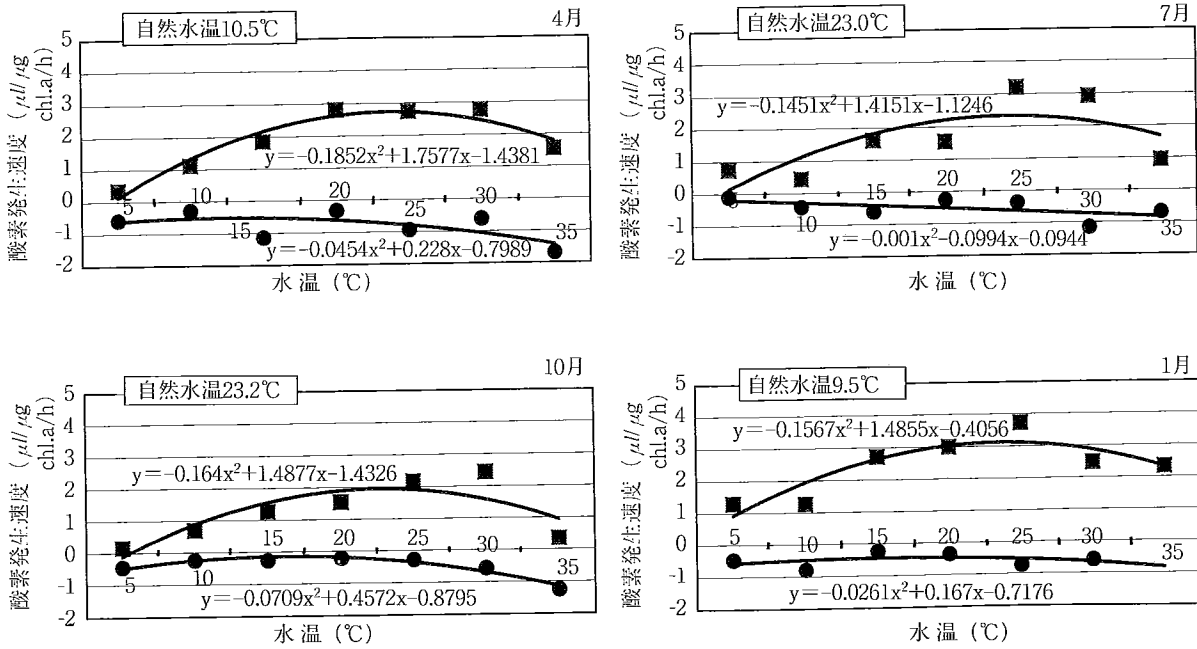 自然水温10.5℃
4月
酸素発生速度（μl/μg
chl.a/h）
5
4
3
2
1
0
-1
-2
y=-0.1852x²+1.7577x-1.4381
5 10 15 20 25 30 35
y=-0.0454x²+0.228x-0.7989
水 温（℃）
自然水温23.0℃
7月
酸素発生速度（μl/μg
chl.a/h）
5
4
3
2
1
0
-1
-2
y=-0.1451x²+1.4151x-1.1246
5 10 15 20 25 30 35
y=-0.001x²-0.0994x-0.0944
水 温（℃）
自然水温23.2℃
10月
酸素発生速度（μl/μg
chl.a/h）
5
4
3
2
1
0
-1
-2
y=-0.164x²+1.4877x-1.4326
5 10 15 20 25 30 35
y=-0.0709x²+0.4572x-0.8795
水 温（℃）
自然水温9.5℃
1月
酸素発生速度（μl/μg
chl.a/h）
5
4
3
2
1
0
-1
-2
y=-0.1567x²+1.4855x-0.4056
5 10 15 20 25 30 35
y=-0.0261x²+0.167x-0.7176
水 温（℃）